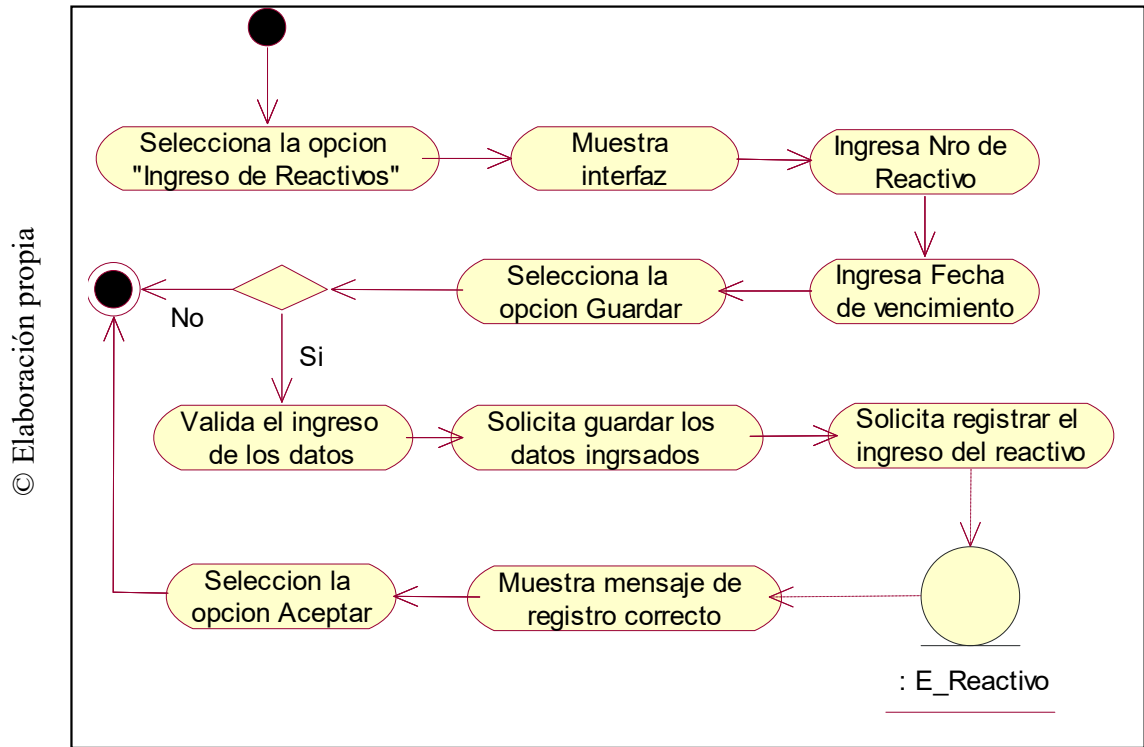 © Elaboración propia
Selecciona la opcion
"Ingreso de Reactivos"
Muestra
interfaz
Ingresa Nro de
Reactivo
Ingresa Fecha
de vencimiento
Selecciona la
opcion Guardar
No
Si
Valida el ingreso
de los datos
Solicita guardar los
datos ingrsados
Solicita registrar el
ingreso del reactivo
: E_Reactivo
Muestra mensaje de
registro correcto
Seleccion la
opcion Aceptar